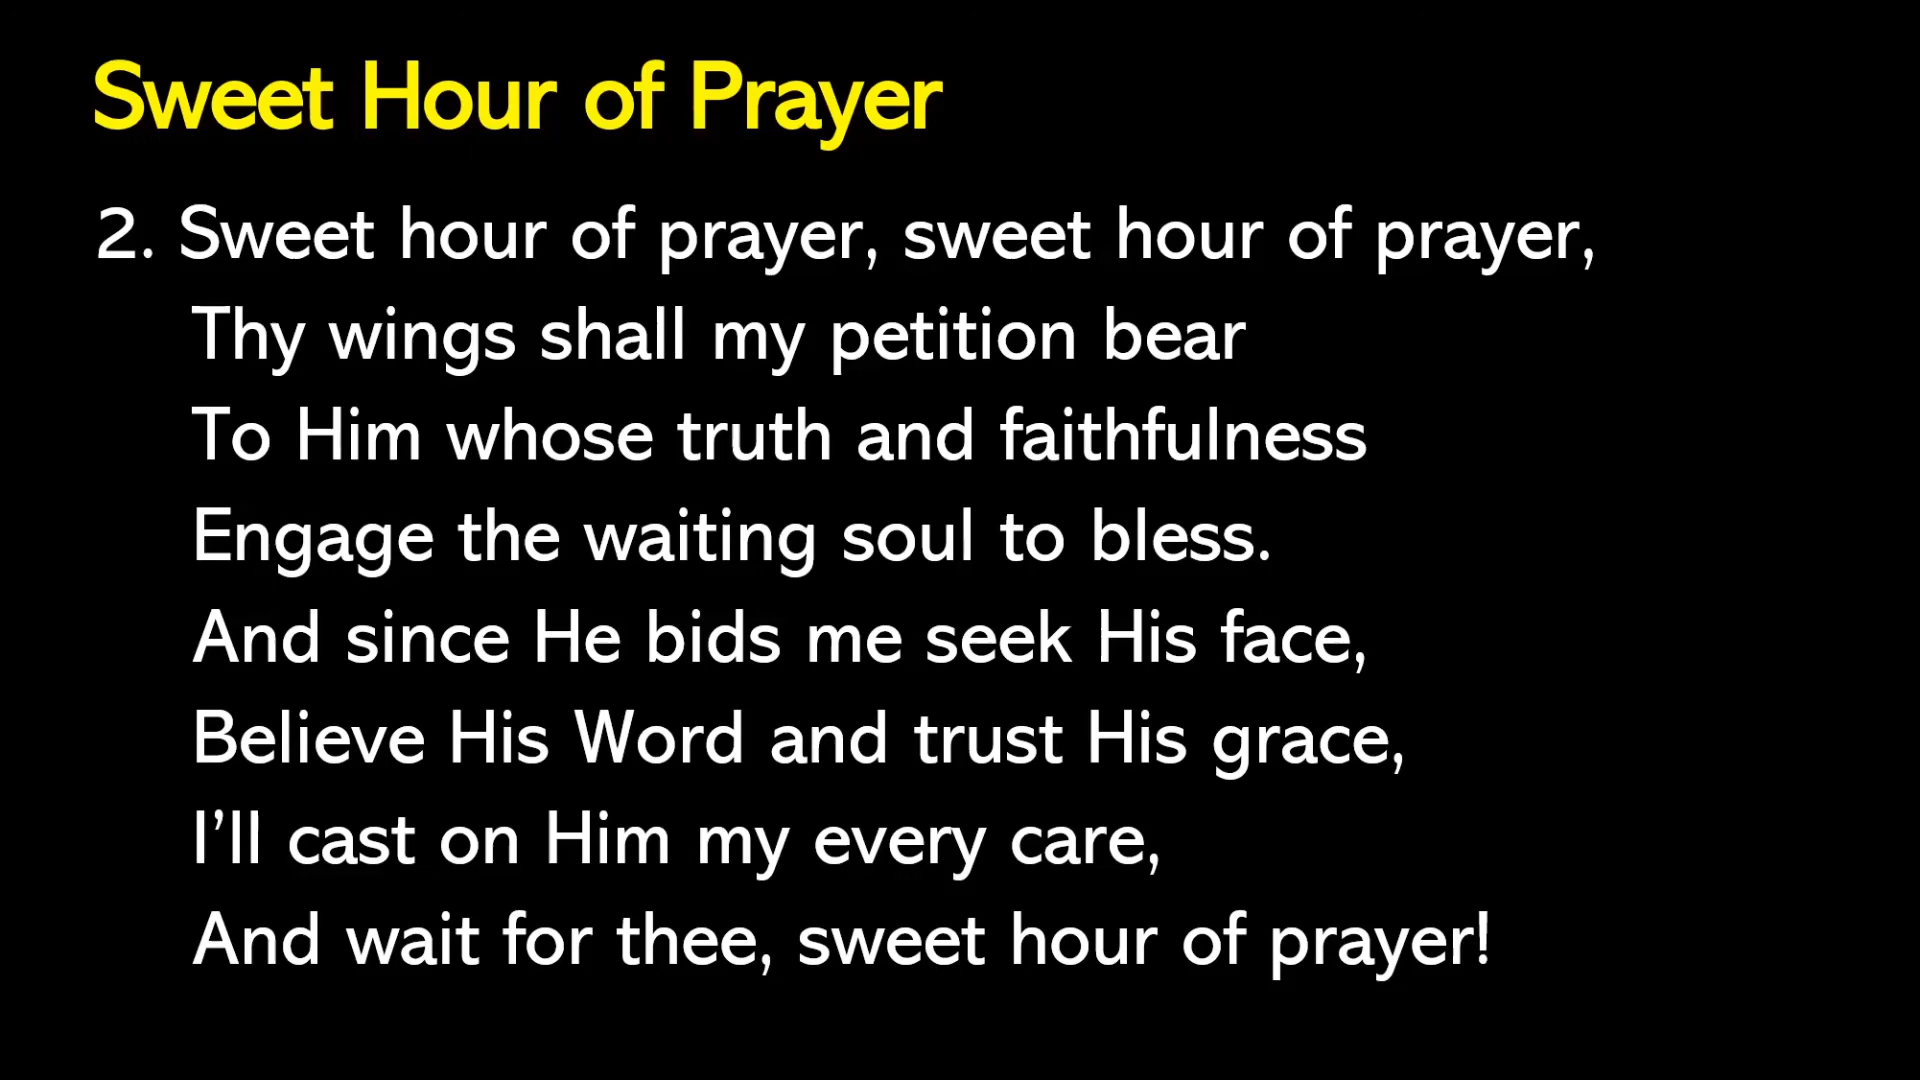 Sweet Hour of Prayer
2. Sweet hour of prayer, sweet hour of prayer,
Thy wings shall my petition bear
To Him whose truth and faithfulness
Engage the waiting soul to bless.
And since He bids me seek His face,
Believe His Word and trust His grace,
I’ll cast on Him my every care,
And wait for thee, sweet hour of prayer!